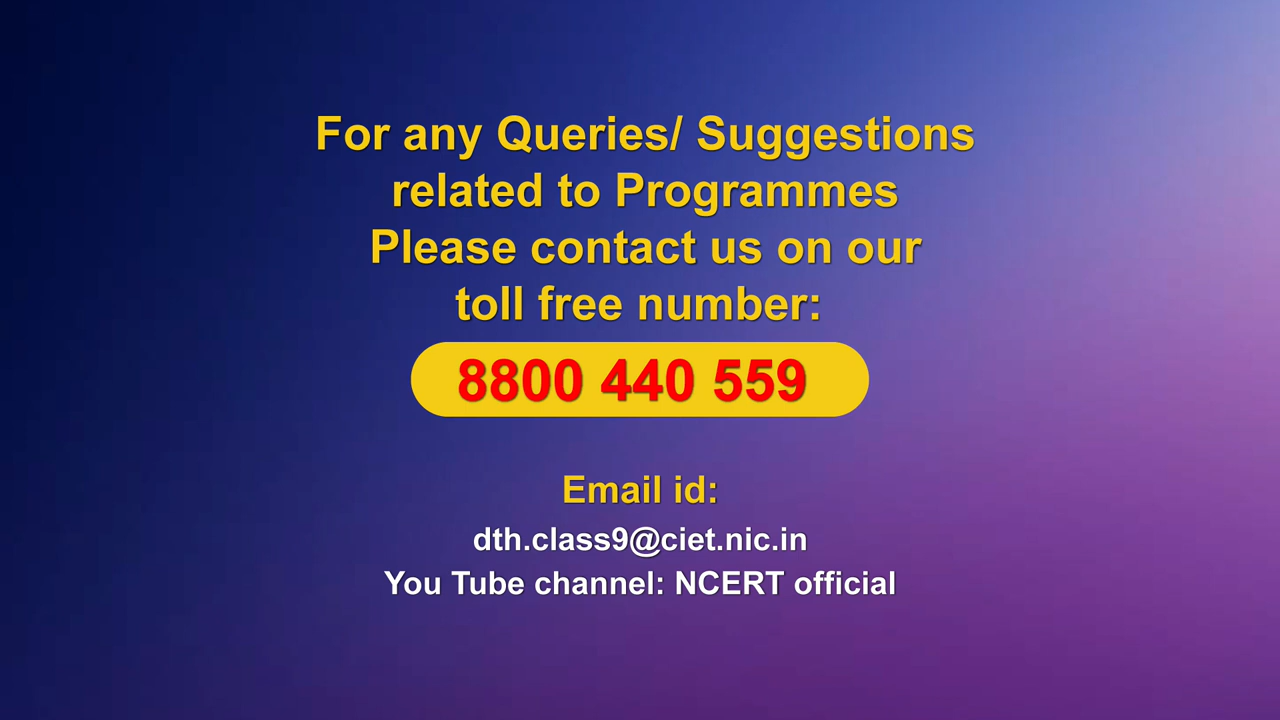 For any Queries/ Suggestions
related to Programmes
Please contact us on our
toll free number:
8800 440 559
Email id:
dth.class9@ciet.nic.in
You Tube channel: NCERT official